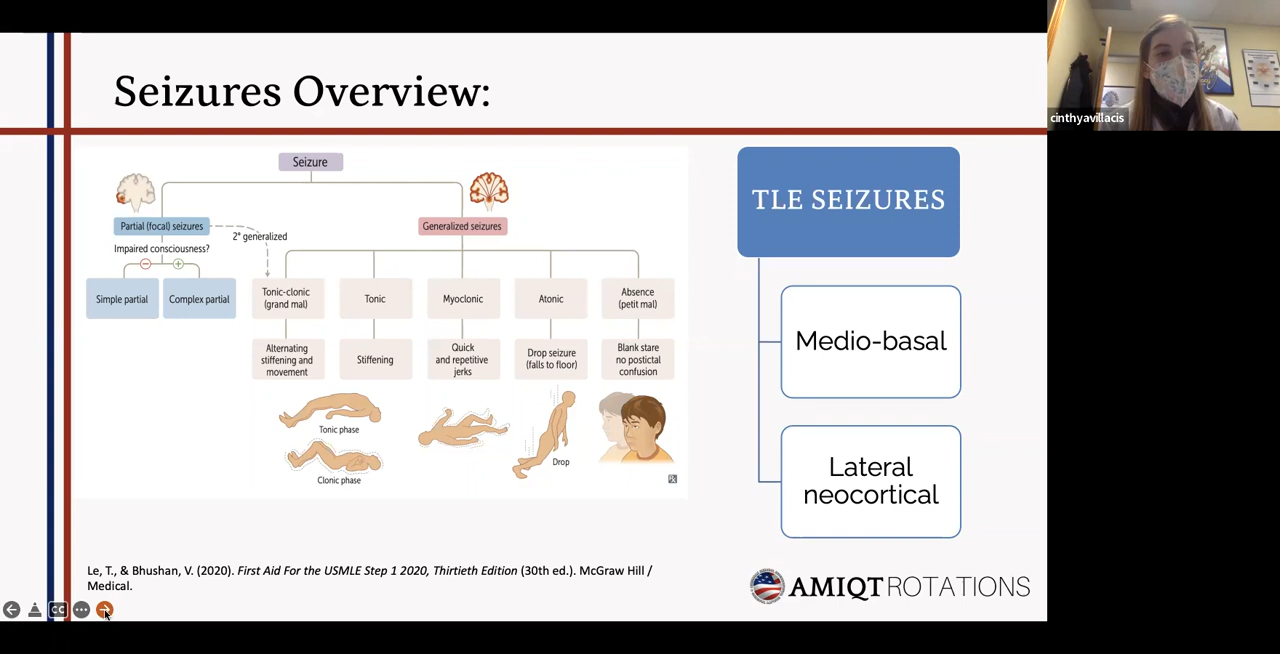 Seizures Overview:
cinthyavillacis
Seizure
Partial (focal) seizures
2° generalized
Generalized seizures
Impaired consciousness?
Simple partial
Complex partial
Tonic-clonic
(grand mal)
Tonic
Myoclonic
Atonic
Absence
(petit mal)
Alternating
stiffening and
movement
Stiffening
Quick
and repetitive
jerks
Drop seizure
(falls to floor)
Blank stare
no postictal
confusion
Tonic phase
Clonic phase
Drop
TLE SEIZURES
Medio-basal
Lateral
neocortical
Le, T., & Bhushan, V. (2020). First Aid For the USMLE Step 1 2020, Thirtieth Edition (30th ed.). McGraw Hill /
Medical.
AMIQT ROTATIONS
CC